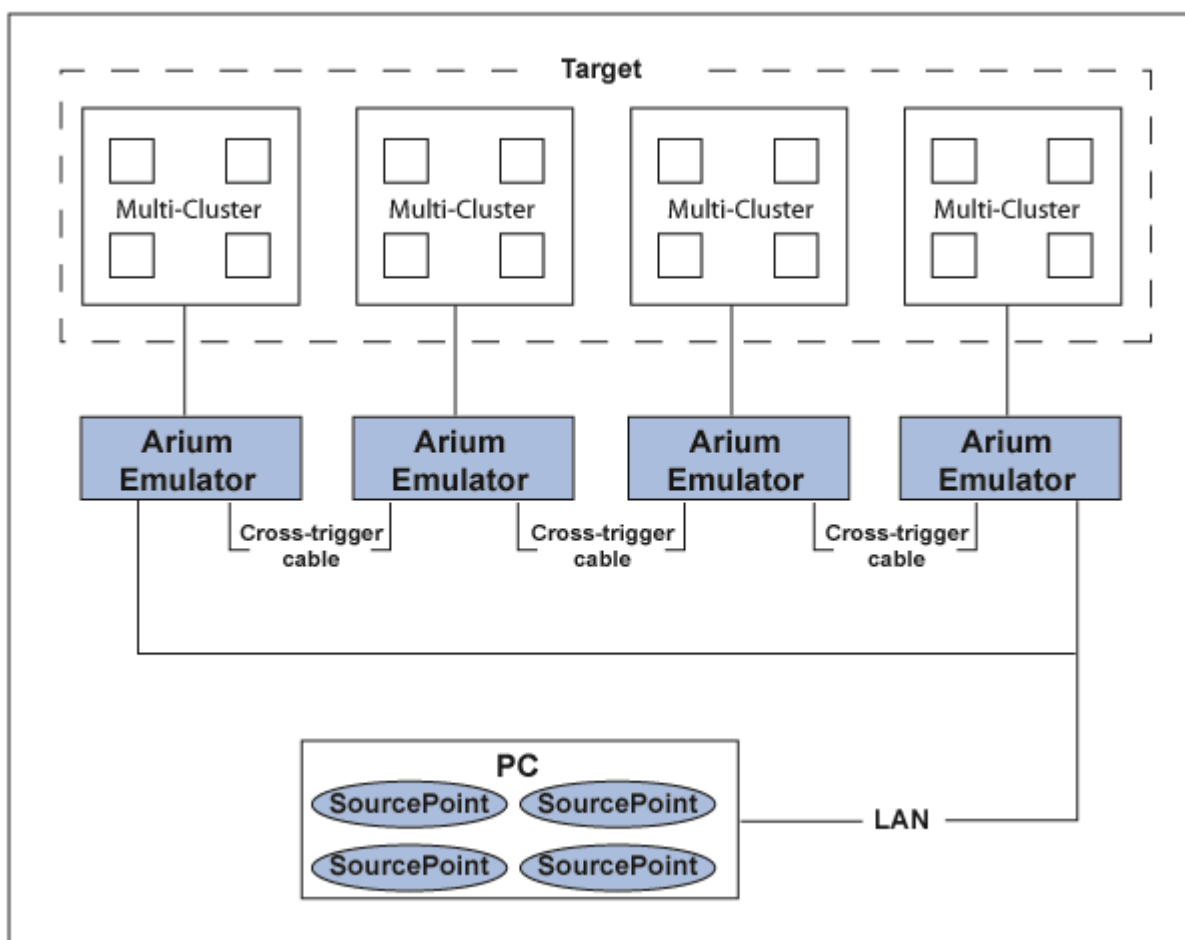 Target
Multi-Cluster
Multi-Cluster
Multi-Cluster
Multi-Cluster
Arium
Emulator
Arium
Emulator
Arium
Emulator
Arium
Emulator
Cross-trigger
cable
Cross-trigger
cable
Cross-trigger
cable
PC
SourcePoint
SourcePoint
SourcePoint
SourcePoint
LAN